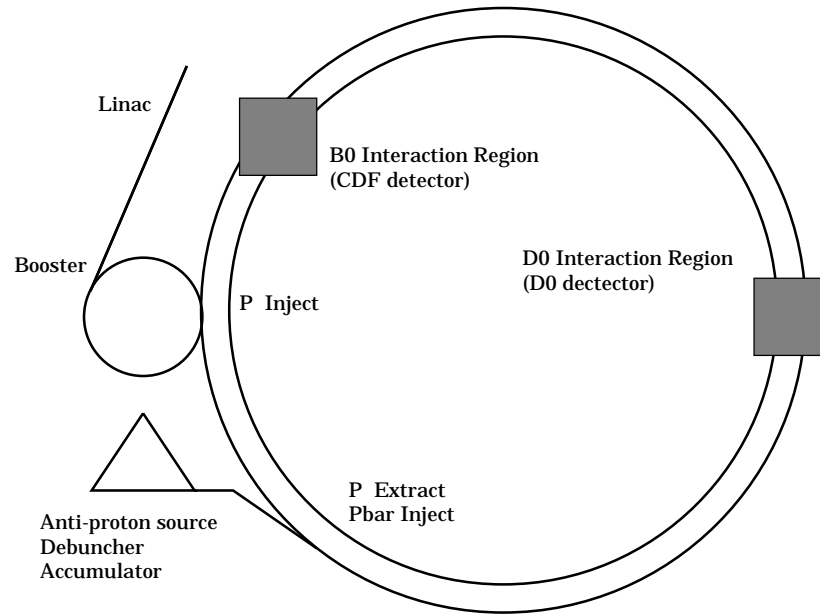 Linac
B0 Interaction Region
(CDF detector)
Booster
D0 Interaction Region
(D0 dectector)
P Inject
P Extract
Pbar Inject
Anti-proton source
Debuncher
Accumulator